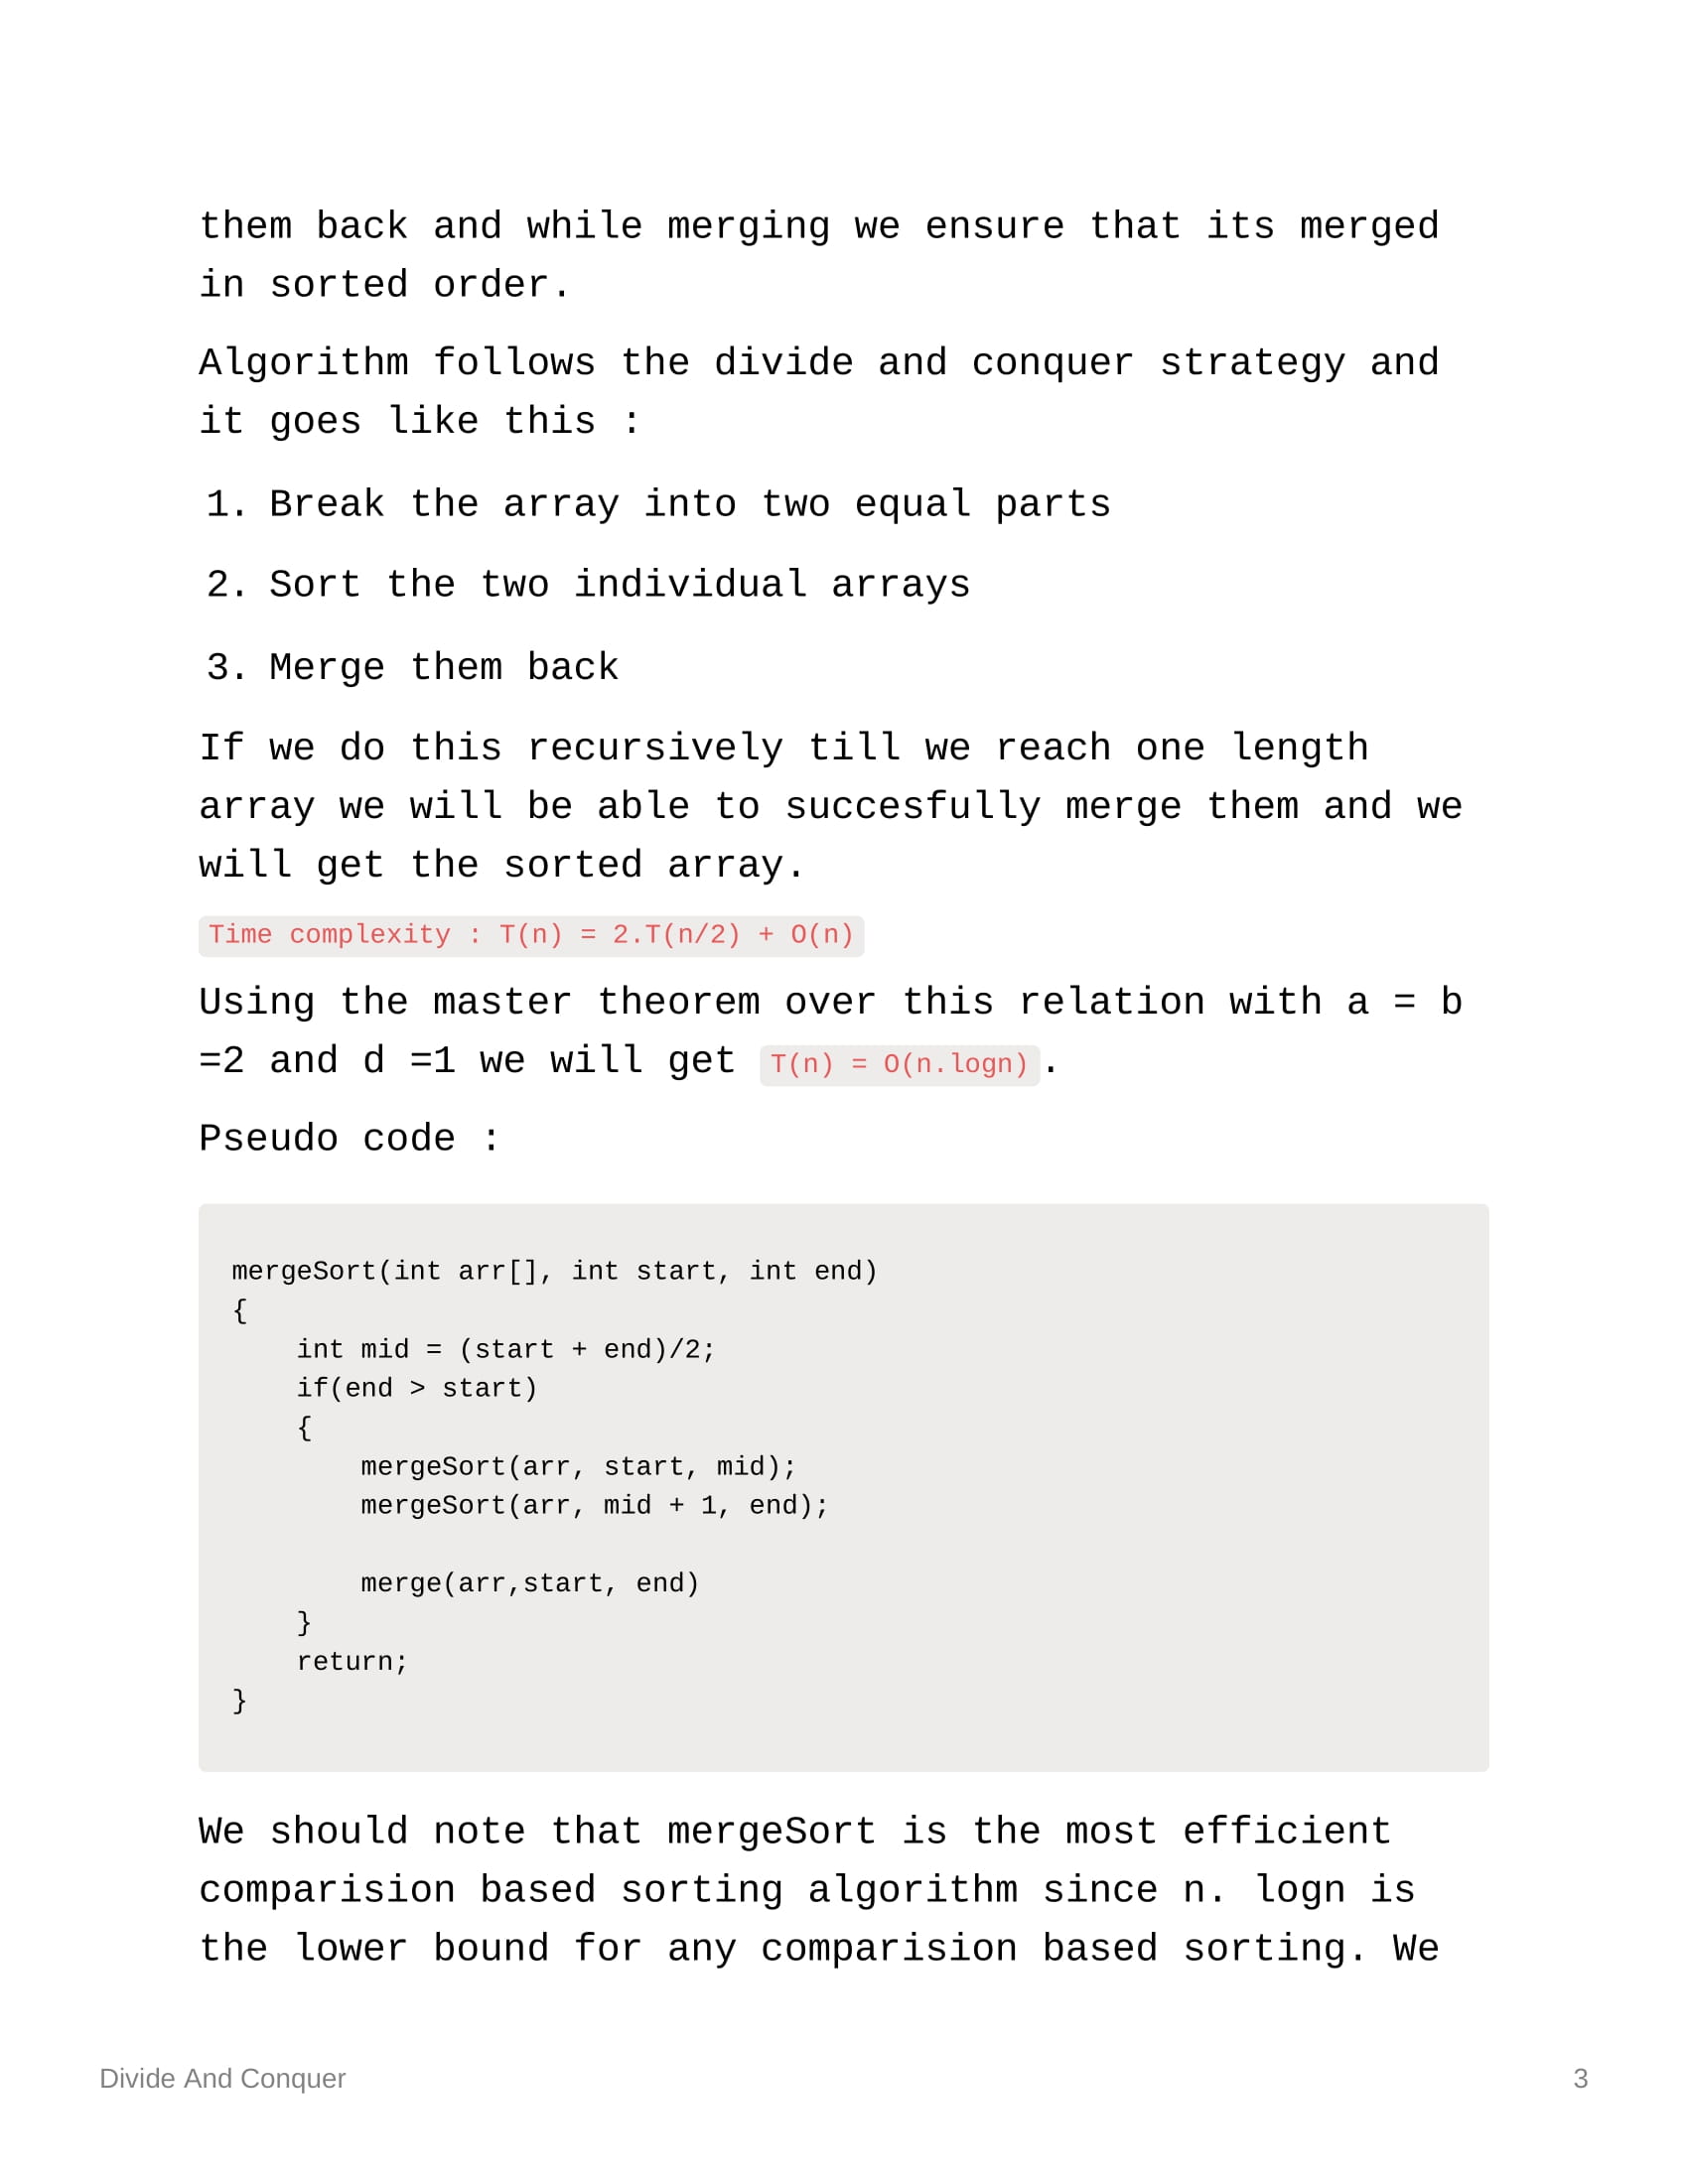 them back and while merging we ensure that its merged
in sorted order.
Algorithm follows the divide and conquer strategy and
it goes like this :
1. Break the array into two equal parts
2. Sort the two individual arrays
3. Merge them back
If we do this recursively till we reach one length
array we will be able to succesfully merge them and we
will get the sorted array.
Time complexity : T(n) = 2.T(n/2) + O(n)
Using the master theorem over this relation with a = b
=2 and d =1 we will get T(n) = O(n.logn).
Pseudo code :
mergeSort(int arr[], int start, int end)
{
    int mid = (start + end)/2;
    if(end > start)
    {
        mergeSort(arr, start, mid);
        mergeSort(arr, mid + 1, end);

        merge(arr,start, end)
    }
    return;
}
We should note that mergeSort is the most efficient
comparision based sorting algorithm since n. logn is
the lower bound for any comparision based sorting. We
Divide And Conquer
3